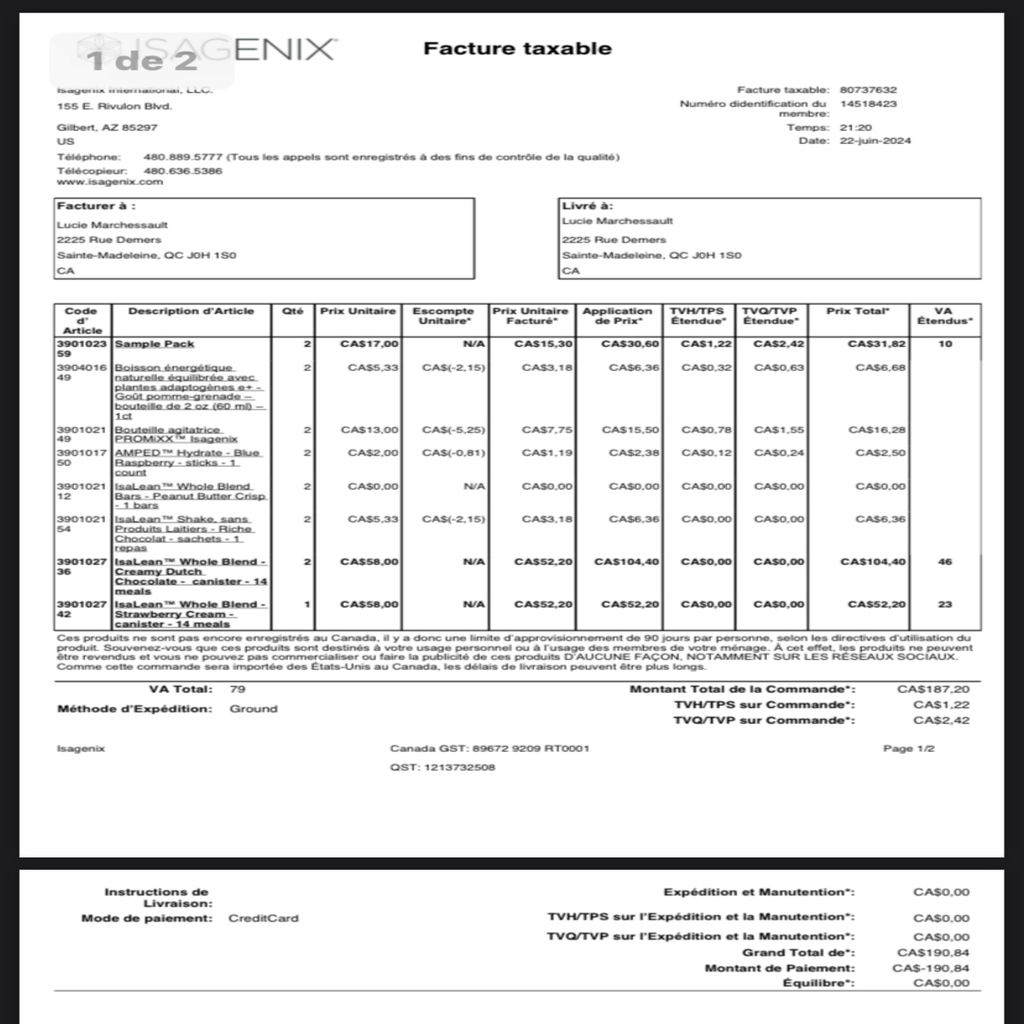 ISAGENIX
1 de 2
Facture taxable
Isagenix International, LLC.
155 E. Rivulon Blvd.
Gilbert, AZ 85297
US
Téléphone: 480.889.5777 (Tous les appels sont enregistrés à des fins de contrôle de la qualité)
Télécopieur: 480.636.5386
www.isagenix.com
Facture taxable: 80737632
Numéro didentification du
membre: 14518423
Temps: 21:20
Date: 22-juin-2024
Facturer à :
Lucie Marchessault
2225 Rue Demers
Sainte-Madeleine, QC J0H 1S0
CA
Livré à:
Lucie Marchessault
2225 Rue Demers
Sainte-Madeleine, QC J0H 1S0
CA
Code d' Article | Description d'Article | Qté | Prix Unitaire | Escompte Unitaire* | Prix Unitaire Facturé* | Application de Prix* | TVH/TPS Étendue* | TVQ/TVP Étendue* | Prix Total* | VA Étendus*
3901023 Sample Pack 2 CA$17,00 N/A CA$15,30 CA$30,60 CA$1,22 CA$2,42 CA$31,82 10
59
3904016 Boisson énergétique 2 CA$5,33 CA$(-2,15) CA$3,18 CA$6,36 CA$0,32 CA$0,63 CA$6,68
49 naturelle équilibrée avec
plantes adaptogènes e+ -
Goût pomme-grenade –
bouteille de 2 oz (60 ml) –
1ct
3901021 Bouteille agitatrice 2 CA$13,00 CA$(-5,25) CA$7,75 CA$15,50 CA$0,78 CA$1,55 CA$16,28
49 PROMiXX™ Isagenix
3901017 AMPED™ Hydrate - Blue 2 CA$2,00 CA$(-0,81) CA$1,19 CA$2,38 CA$0,12 CA$0,24 CA$2,50
50 Raspberry - sticks - 1
count
3901021 IsaLean™ Whole Blend 2 CA$0,00 N/A CA$0,00 CA$0,00 CA$0,00 CA$0,00 CA$0,00
12 Bars - Peanut Butter Crisp
- 1 bars
3901021 IsaLean™ Shake, sans 2 CA$5,33 CA$(-2,15) CA$3,18 CA$6,36 CA$0,00 CA$0,00 CA$6,36
54 Produits Laitiers - Riche
Chocolat - sachets - 1
repas
3901027 IsaLean™ Whole Blend - 2 CA$58,00 N/A CA$52,20 CA$104,40 CA$0,00 CA$0,00 CA$104,40 46
36 Creamy Dutch
Chocolate - canister - 14
meals
3901027 IsaLean™ Whole Blend - 1 CA$58,00 N/A CA$52,20 CA$52,20 CA$0,00 CA$0,00 CA$52,20 23
42 Strawberry Cream -
canister - 14 meals
Ces produits ne sont pas encore enregistrés au Canada, il y a donc une limite d'approvisionnement de 90 jours par personne, selon les directives d'utilisation du
produit. Souvenez-vous que ces produits sont destinés à votre usage personnel ou à l'usage des membres de votre ménage. À cet effet, les produits ne peuvent
être revendus et vous ne pouvez pas commercialiser ou faire la publicité de ces produits D'AUCUNE FAÇON, NOTAMMENT SUR LES RÉSEAUX SOCIAUX.
Comme cette commande sera importée des États-Unis au Canada, les délais de livraison peuvent être plus longs.
VA Total: 79
Méthode d'Expédition: Ground
Montant Total de la Commande*: CA$187,20
TVH/TPS sur Commande*: CA$1,22
TVQ/TVP sur Commande*: CA$2,42
Isagenix Canada GST: 89672 9209 RT0001 Page 1/2
QST: 1213732508
Instructions de
Livraison:
Mode de paiement: CreditCard
Expédition et Manutention*: CA$0,00
TVH/TPS sur l'Expédition et la Manutention*: CA$0,00
TVQ/TVP sur l'Expédition et la Manutention*: CA$0,00
Grand Total de*: CA$190,84
Montant de Paiement: CA$-190,84
Équilibre*: CA$0,00